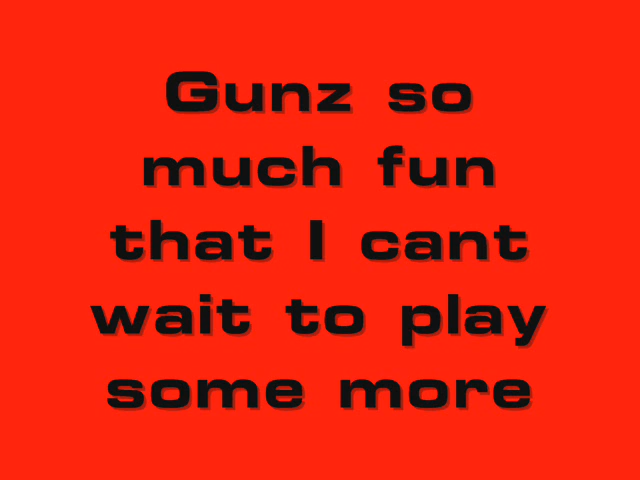 Gunz so
much fun
that I cant
wait to play
some more